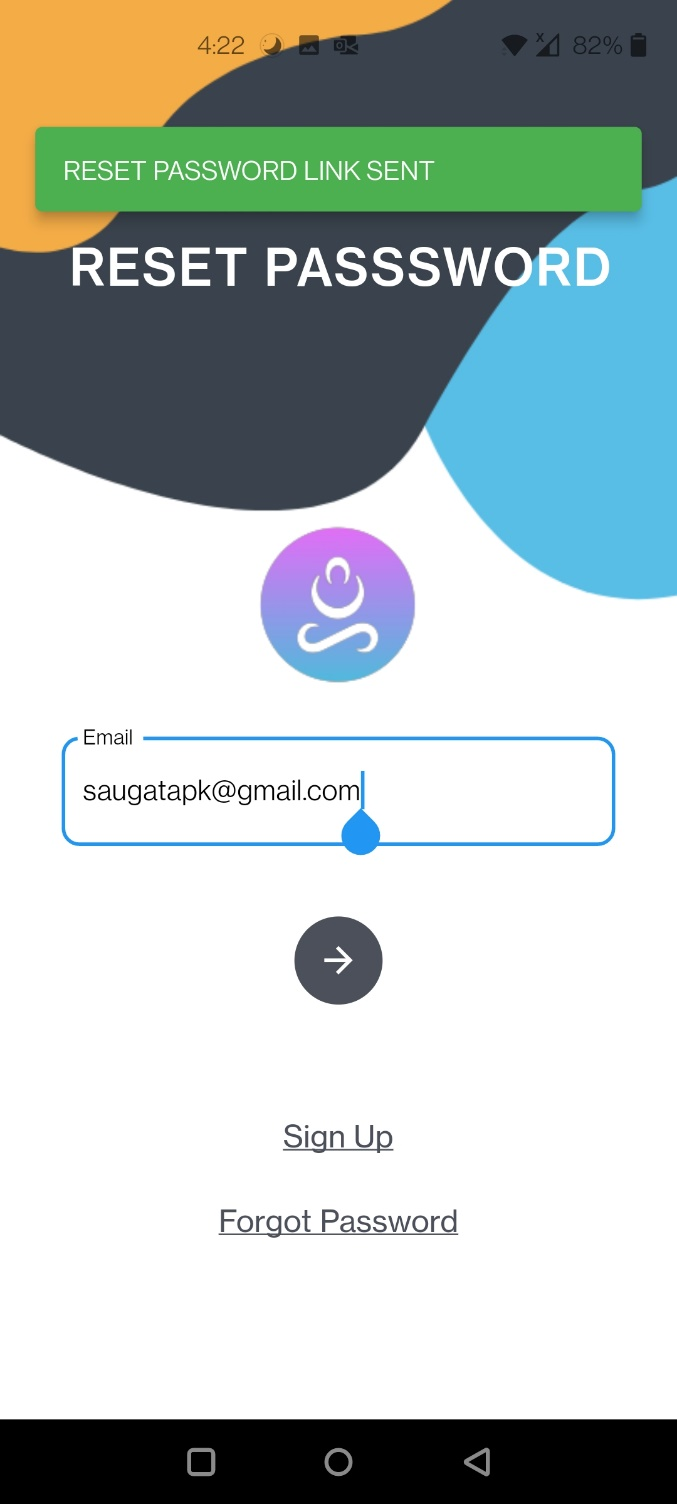 4:22
82%
RESET PASSWORD LINK SENT
RESET PASSSWORD
Email
saugatapk@gmail.com
Sign Up
Forgot Password